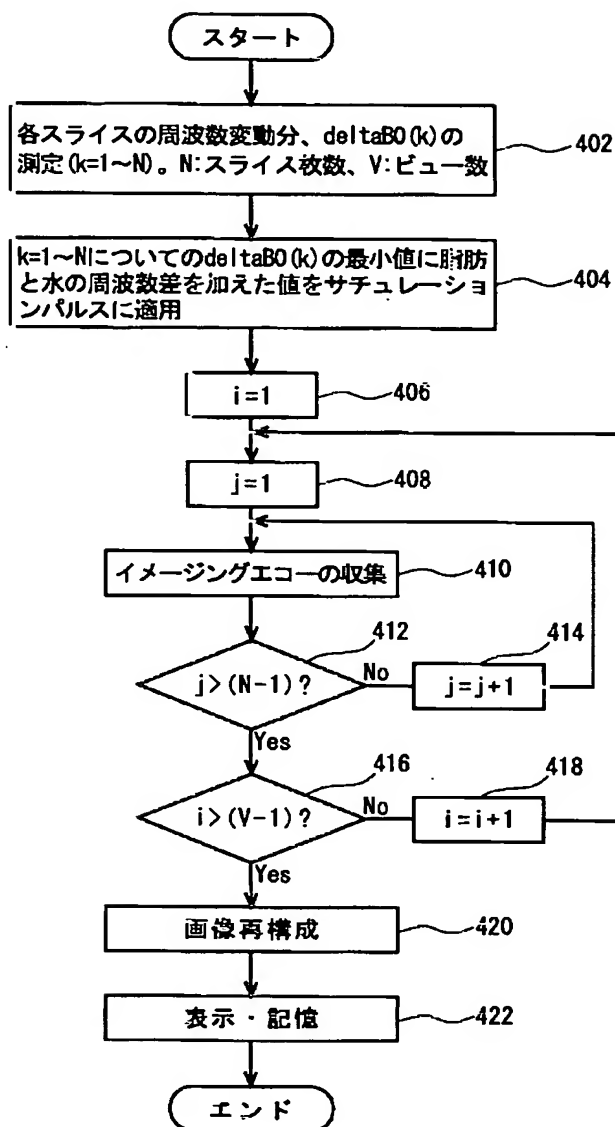 スタート
各スライスの周波数変動分、deltaB0(k)の
測定(k=1~N)。N:スライス枚数、V:ビュー数
402
k=1~NについてのdeltaB0(k)の最小値に脂肪
と水の周波数差を加えた値をサチュレーショ
ンパルスに適用
404
i=1
406
j=1
408
イメージングエコーの収集
410
412
j>(N-1)?
No
414
j=j+1
Yes
416
i>(V-1)?
No
418
i=i+1
Yes
画像再構成
420
表示・記憶
422
エンド